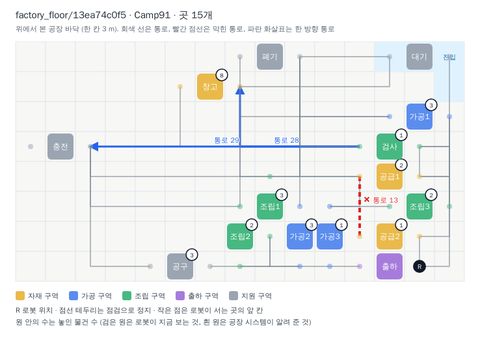 factory_floor/13ea74c0f5 · Camp91 · 곳 15개
위에서 본 공장 바닥 (한 칸 3 m). 회색 선은 통로, 빨간 점선은 막힌 통로, 파란 화살표는 한 방향 통로
폐기
대기
전입
창고
8
가공1
3
통로 29
통로 28
충전
검사
1
공급1
2
✕ 통로 13
조립1
3
조립3
2
조립2
3
가공2
3
가공3
1
공급2
1
공구
3
출하
R
자재 구역
가공 구역
조립 구역
출하 구역
지원 구역
R 로봇 위치 · 점선 테두리는 점검으로 정지 · 작은 점은 로봇이 서는 곳의 앞 칸
원 안의 수는 놓인 물건 수 (검은 원은 로봇이 지금 보는 것, 흰 원은 공장 시스템이 알려 준 것)